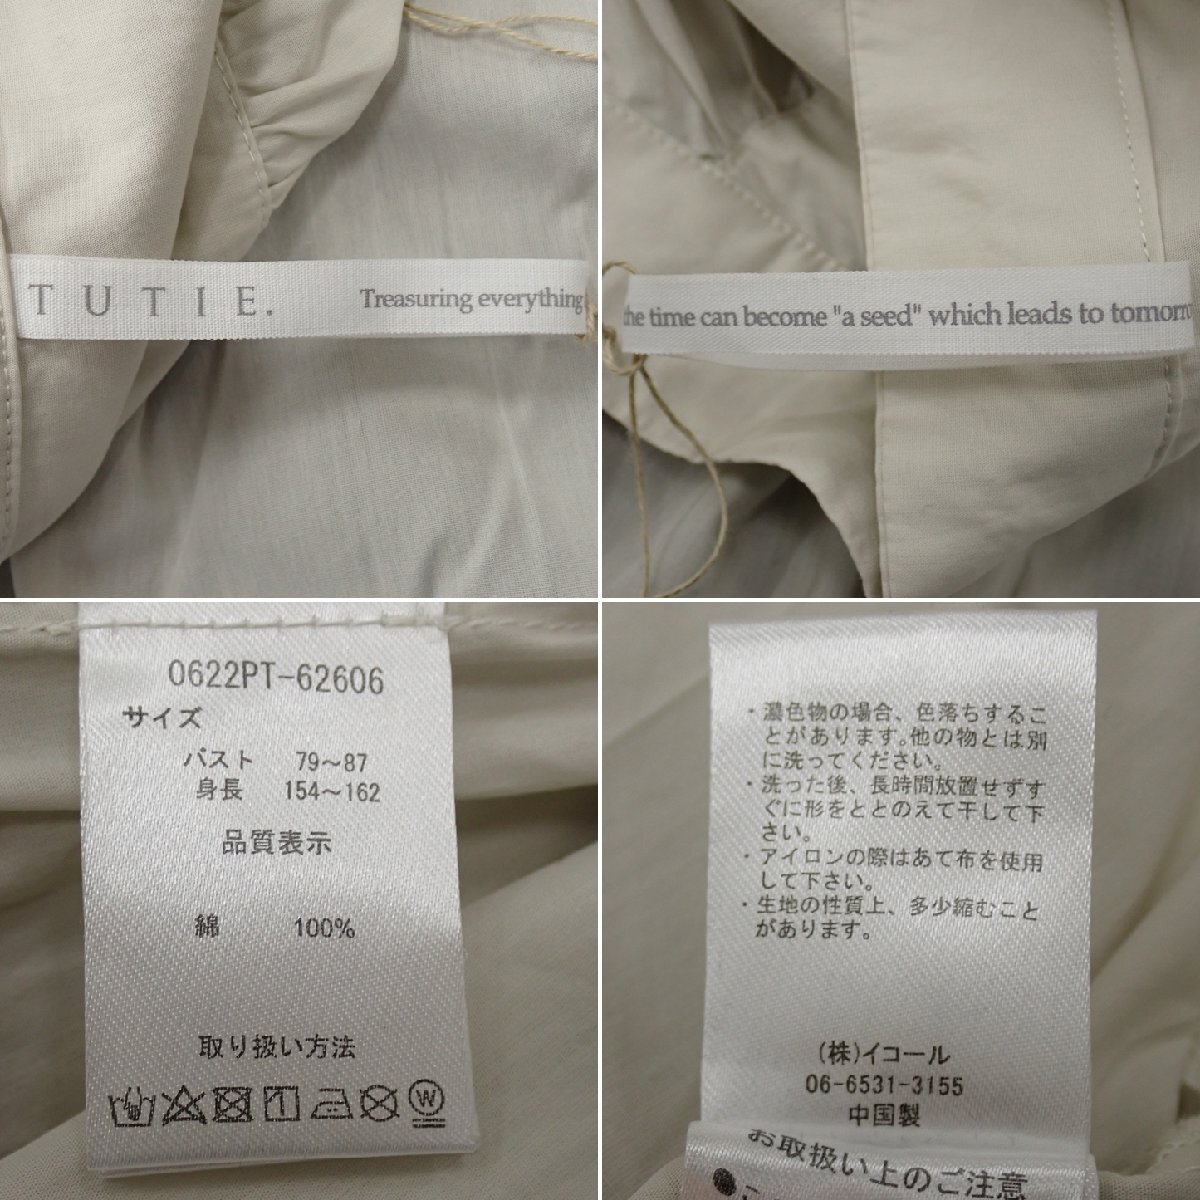 TUTIE. Treasuring everything
the time can become "a seed" which leads to tomorro
0622PT-62606
サイズ
バスト 79～87
身長 154～162
品質表示
綿 100%
取り扱い方法
W
・濃色物の場合、色落ちするこ
とがあります。他の物とは別
に洗ってください。
・洗った後、長時間放置せずす
ぐに形をととのえて干して下
さい。
・アイロンの際はあて布を使用
して下さい。
・生地の性質上、多少縮むこと
があります。
(株)イコール
06-6531-3155
中国製
お取扱い上のご注意